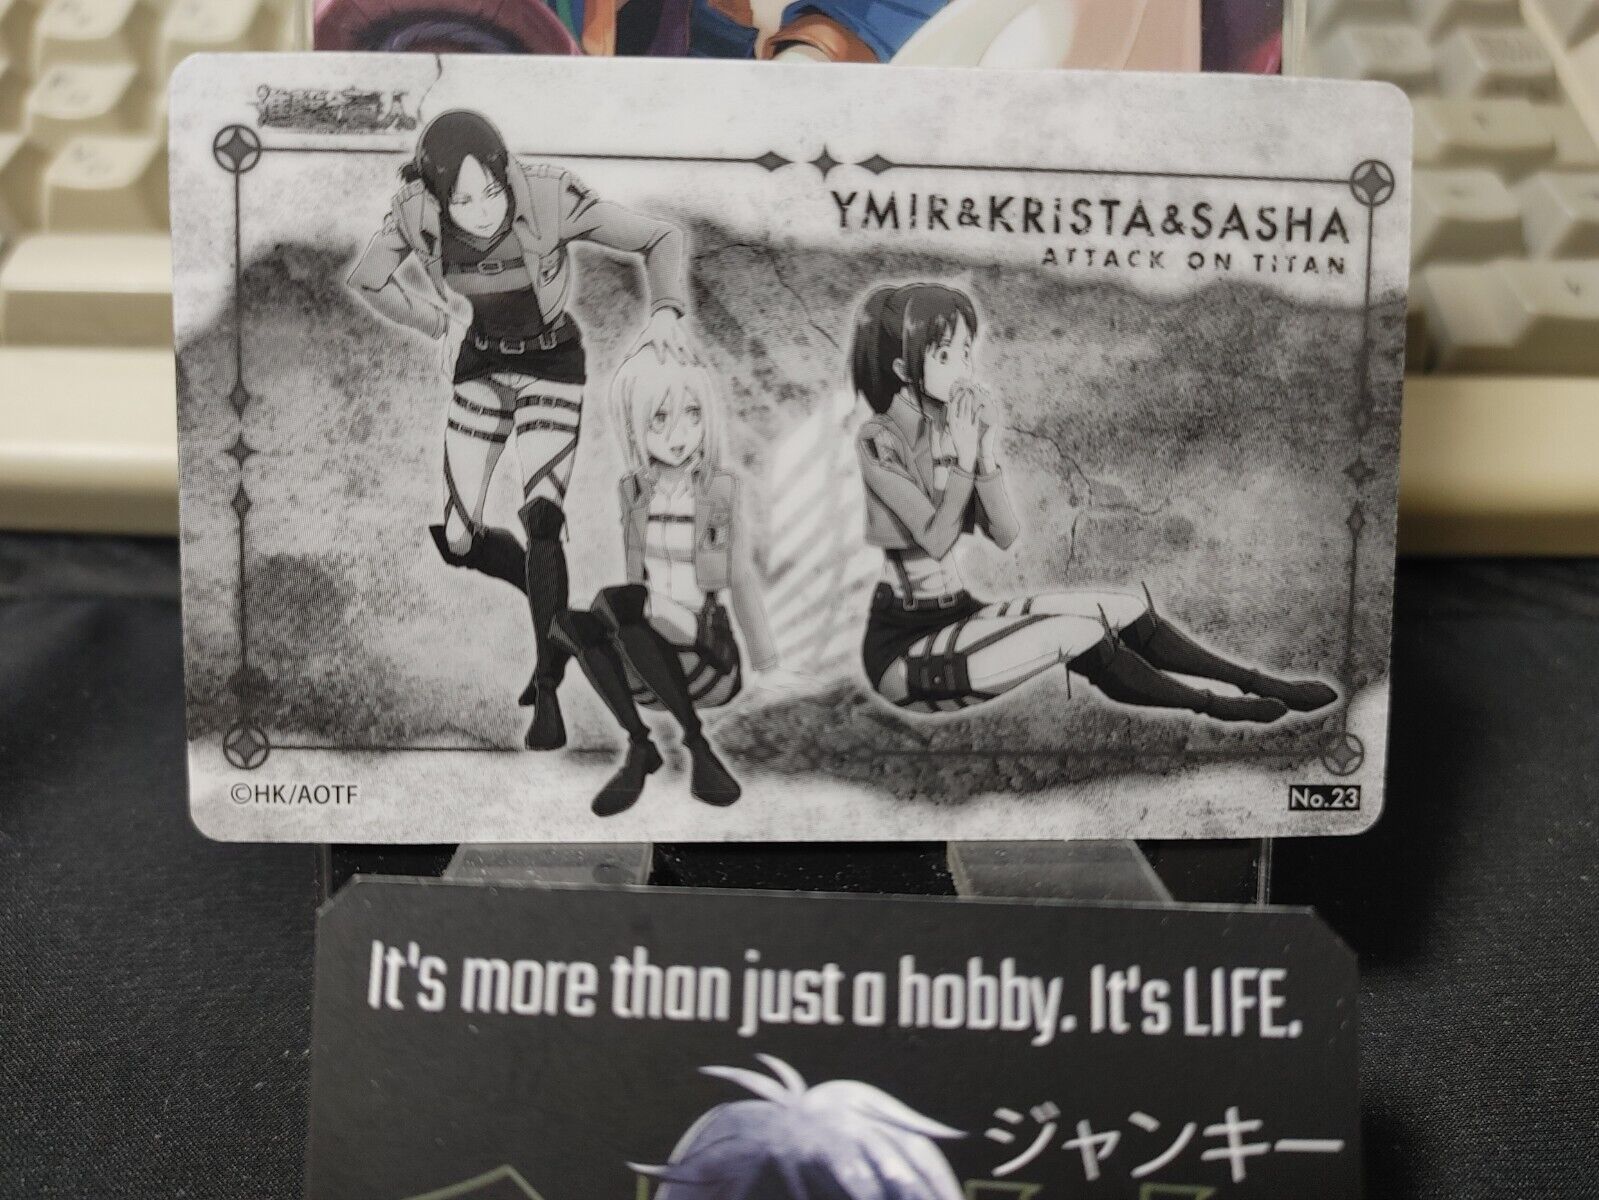 YMIR&KRiSTA&SASHA
ATTACK ON TiTAN
©HK/AOTF
No.23
It's more than just a hobby. It's LIFE.
ジャンキー